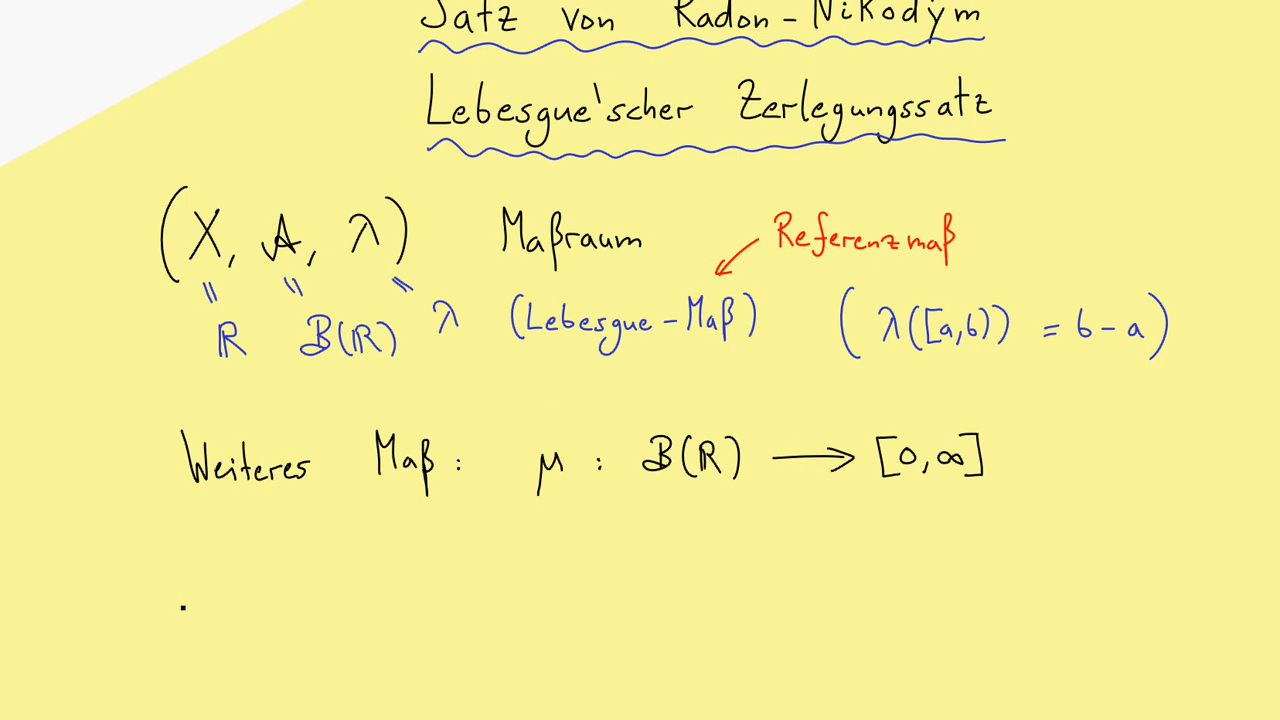 Satz von Radon-Nikodým
Lebesgue'scher Zerlegungssatz
(X, A, λ) Maßraum Referenzmaß
ℝ B(ℝ) λ (Lebesgue-Maß) (λ([a,b)) = b-a)
Weiteres Maß: μ : B(ℝ) ⟶ [0,∞]